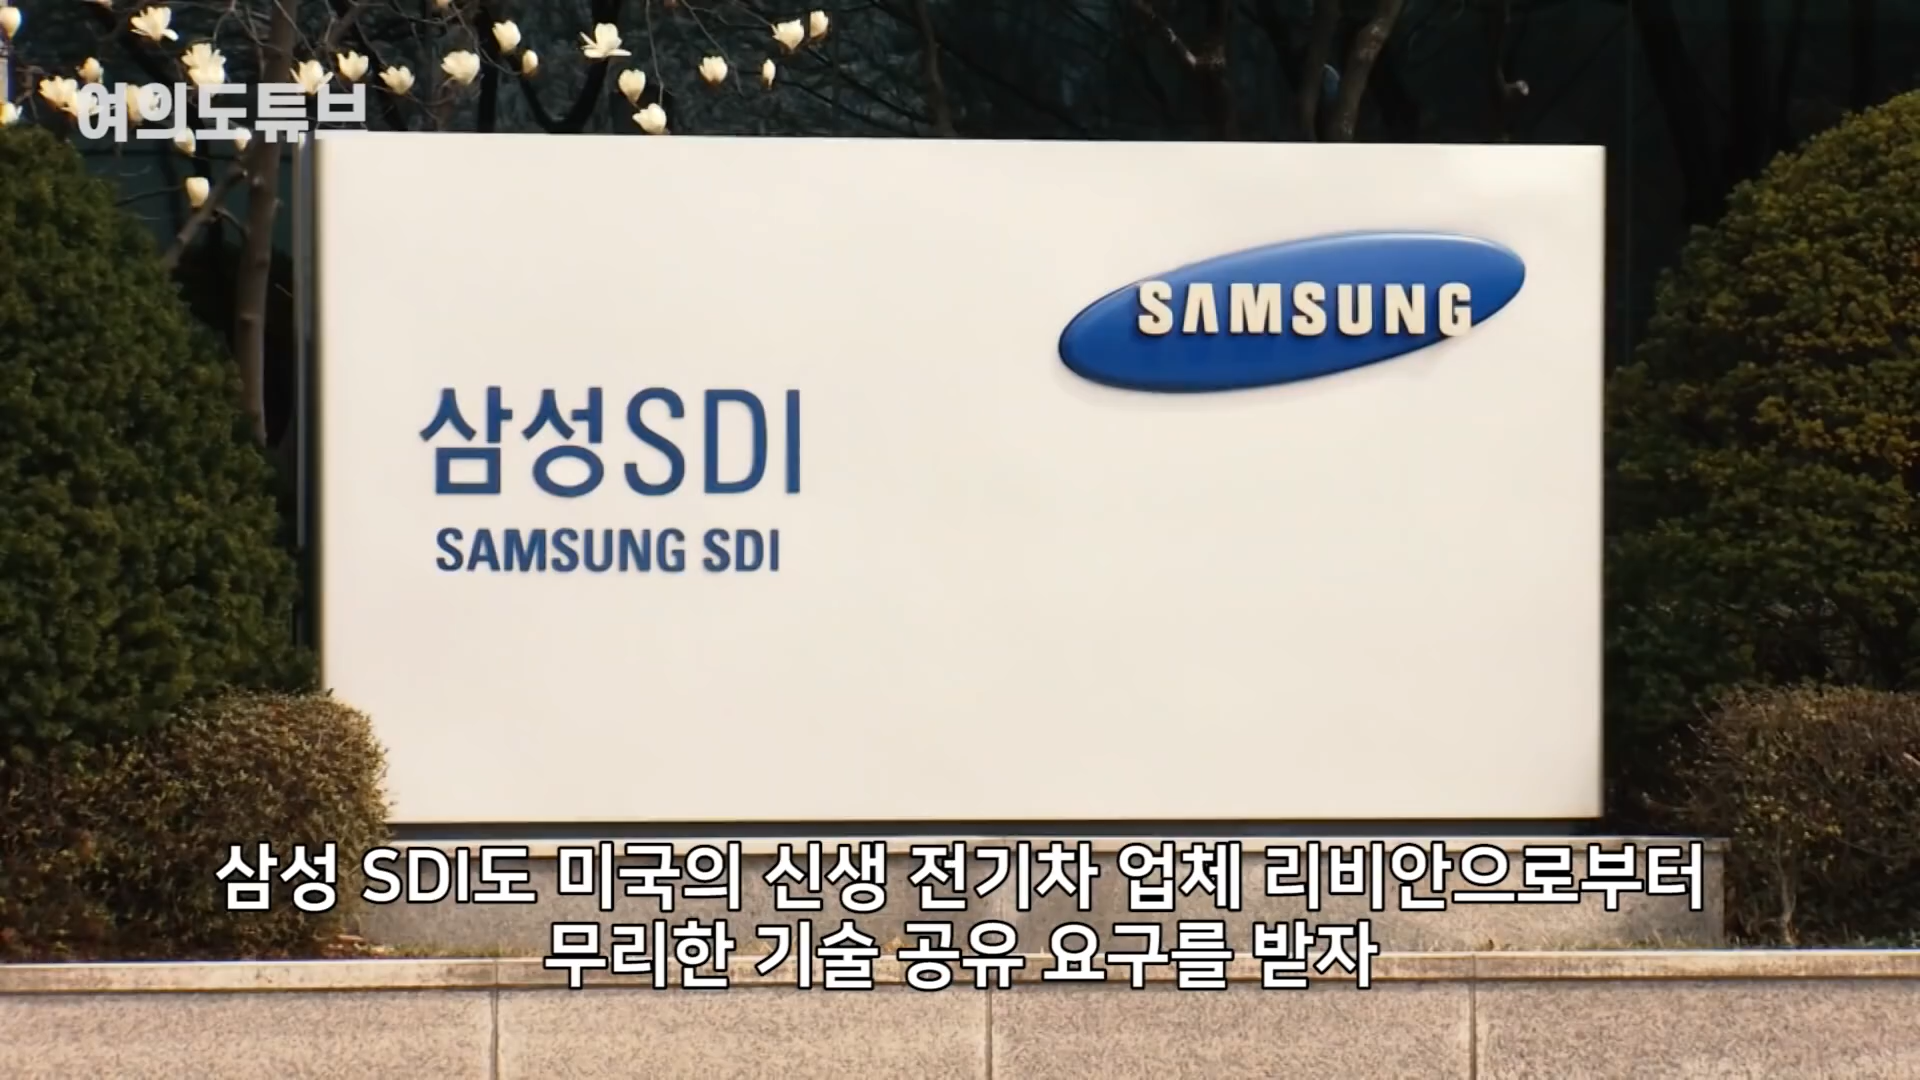 여의도튜브
SAMSUNG
삼성SDI
SAMSUNG SDI
삼성 SDI도 미국의 신생 전기차 업체 리비안으로부터
무리한 기술 공유 요구를 받자